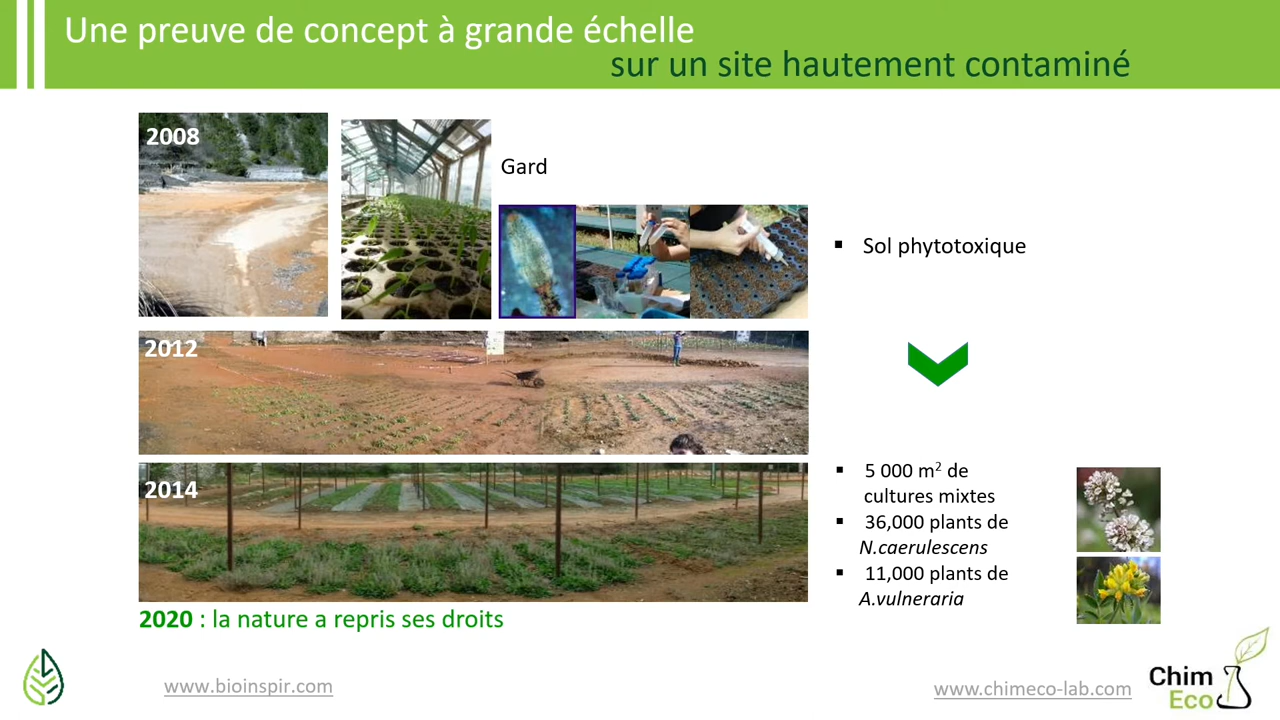 Une preuve de concept à grande échelle
sur un site hautement contaminé
2008
Gard
▪ Sol phytotoxique
2012
2014
▪ 5 000 m² de
cultures mixtes
▪ 36,000 plants de
N.caerulescens
▪ 11,000 plants de
A.vulneraria
2020 : la nature a repris ses droits
www.bioinspir.com
www.chimeco-lab.com
Chim
Eco